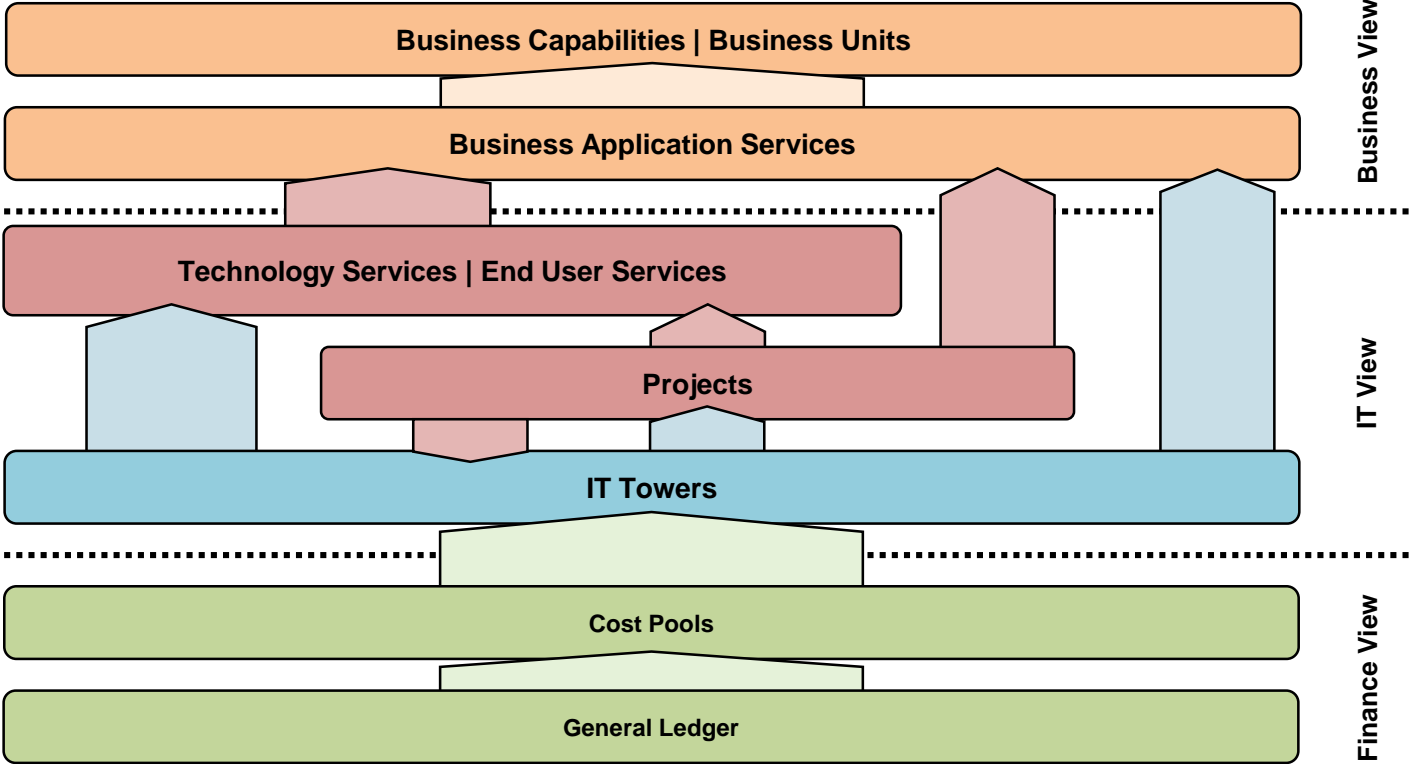 Business Capabilities | Business Units
Business Application Services
Business View
Technology Services | End User Services
Projects
IT Towers
IT View
Cost Pools
General Ledger
Finance View